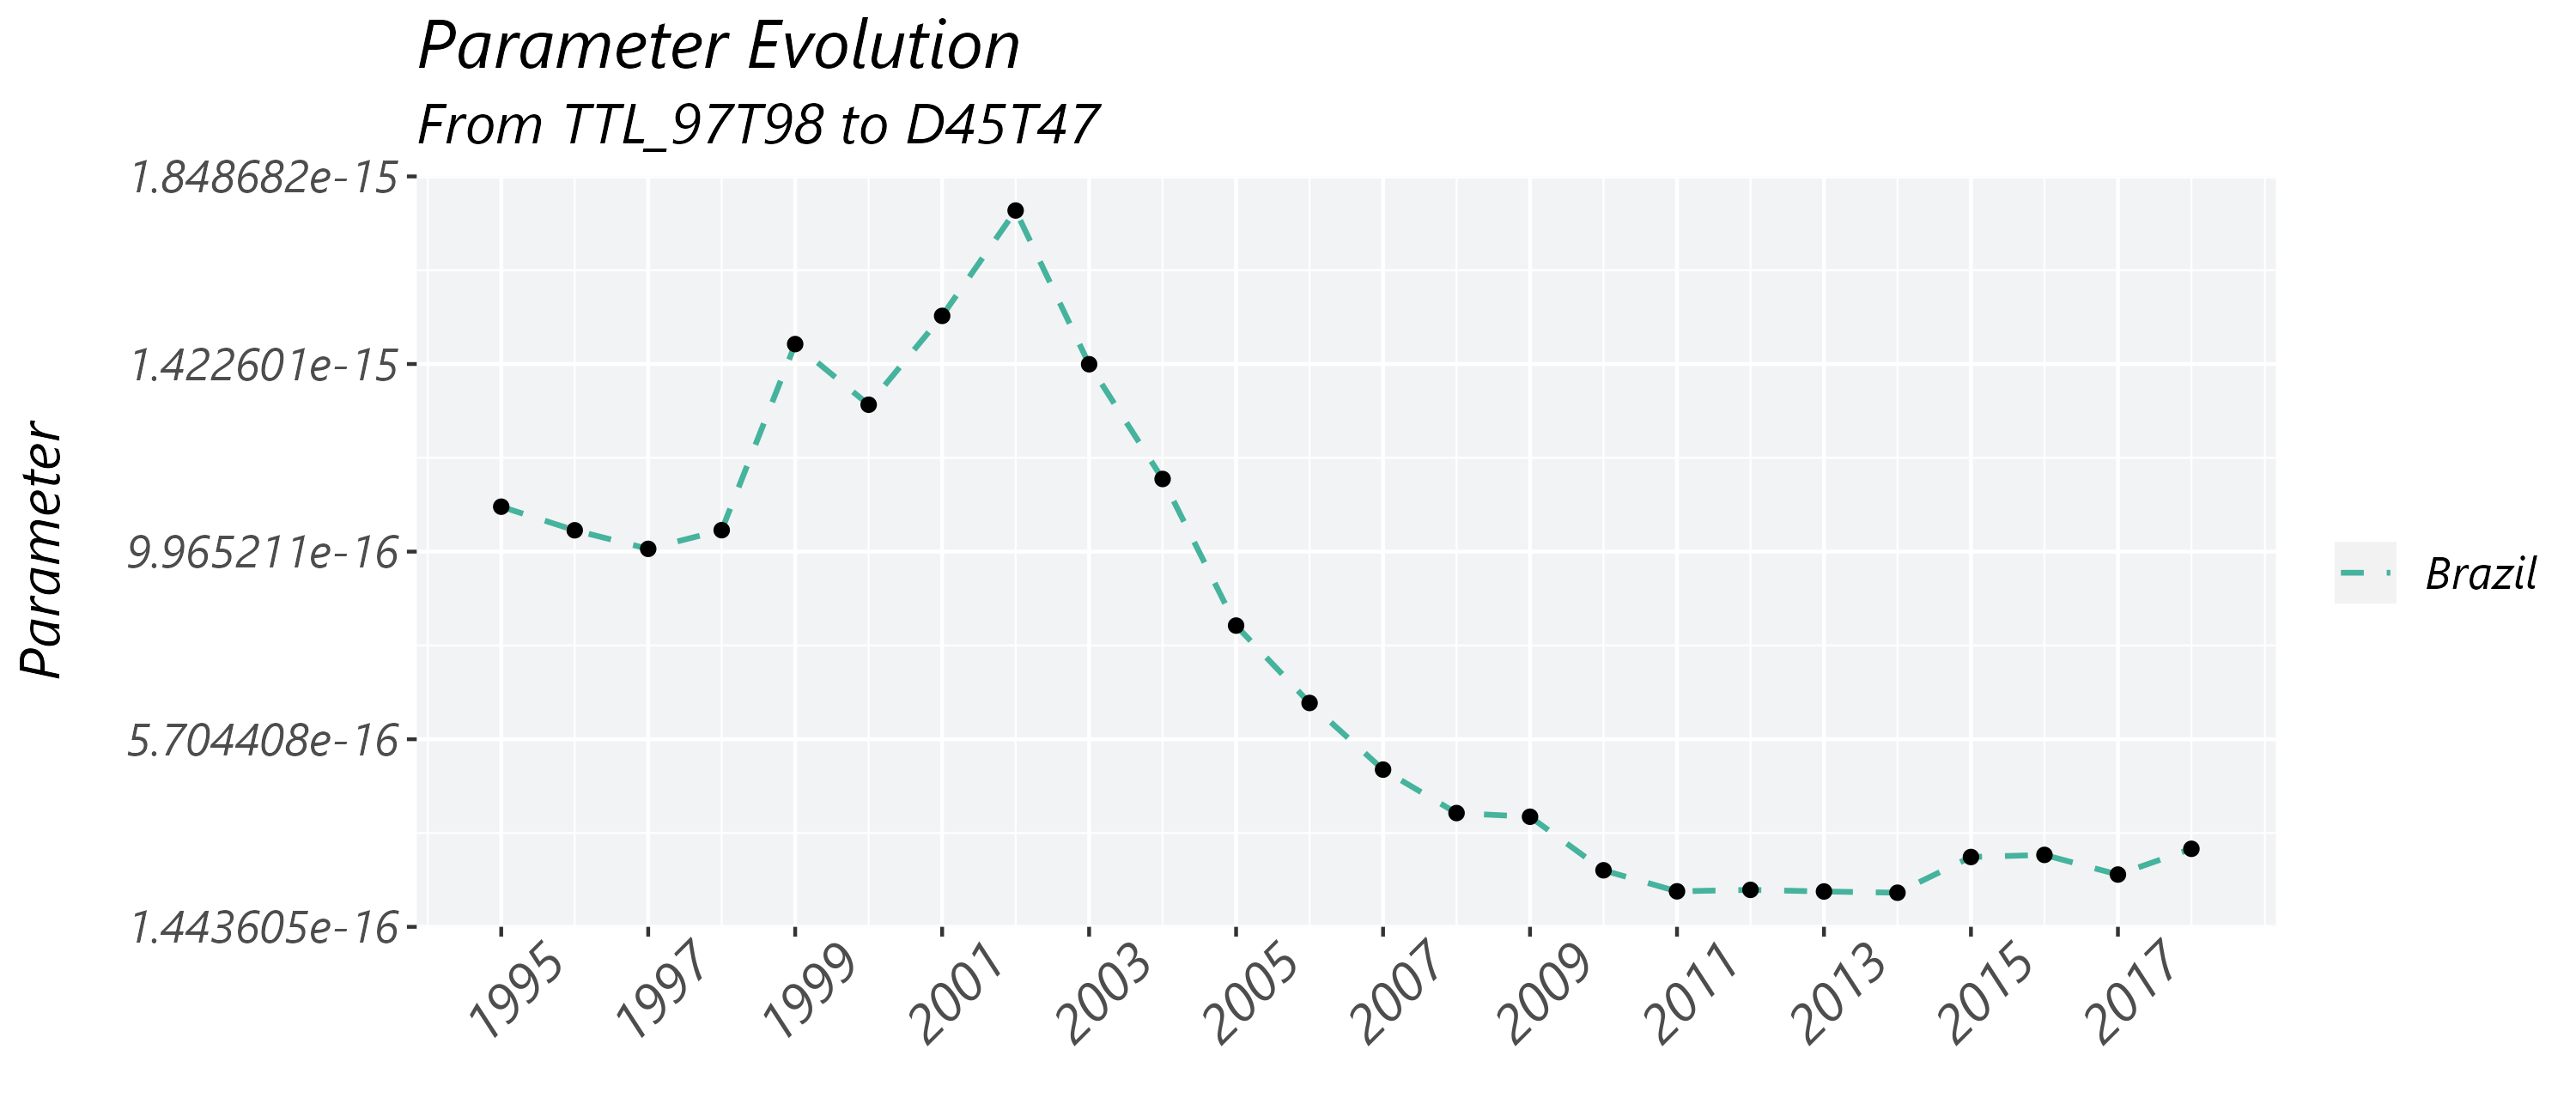 Parameter Evolution
From TTL_97T98 to D45T47
1.848682e-15
1.422601e-15
9.965211e-16
5.704408e-16
1.443605e-16
Parameter
1995
1997
1999
2001
2003
2005
2007
2009
2011
2013
2015
2017
Brazil